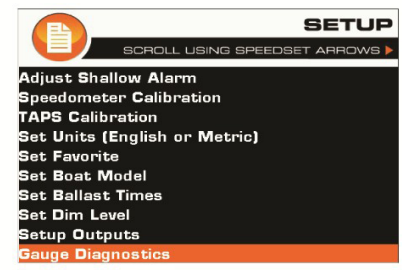 SETUP
SCROLL USING SPEEDSET ARROWS
Adjust Shallow Alarm
Speedometer Calibration
TAPS Calibration
Set Units (English or Metric)
Set Favorite
Set Boat Model
Set Ballast Times
Set Dim Level
Setup Outputs
Gauge Diagnostics